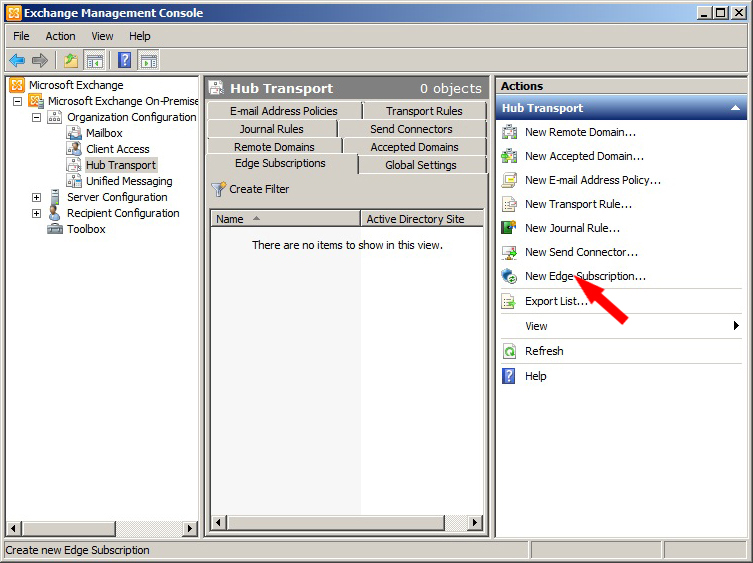 Exchange Management Console
File Action View Help
Microsoft Exchange
Microsoft Exchange On-Premise
Organization Configuration
Mailbox
Client Access
Hub Transport
Unified Messaging
Server Configuration
Recipient Configuration
Toolbox
Hub Transport 0 objects
E-mail Address Policies Transport Rules
Journal Rules Send Connectors
Remote Domains Accepted Domains
Edge Subscriptions Global Settings
Create Filter
Name Active Directory Site
There are no items to show in this view.
Actions
Hub Transport
New Remote Domain...
New Accepted Domain...
New E-mail Address Policy...
New Transport Rule...
New Journal Rule...
New Send Connector...
New Edge Subscription...
Export List...
View
Refresh
Help
Create new Edge Subscription